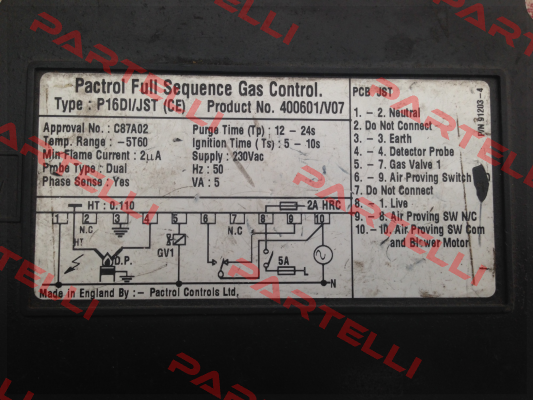 Pactrol Full Sequence Gas Control.
Type : P16DI/JST (CE) Product No. 400601/V07
Approval No. : C87A02 Purge Time (Tp) : 12 - 24s
Temp. Range : -5T60 Ignition Time ( Ts) : 5 - 10s
Min Flame Current : 2µA Supply : 230Vac
Probe Type : Dual Hz : 50
Phase Sense : Yes VA : 5
HT : 0.110 2A HRC
1 2 3 4 5 6 7 8 9 10
HT N.C N.C
D.P. GV1 5A
N
Made in England By :- Pactrol Controls Ltd,
PCB JST
1. - 2. Neutral
2. Do Not Connect
3. - 3. Earth
4. - 4. Detector Probe
5. - 7. Gas Valve 1
6. - 9. Air Proving Switch
7. Do Not Connect
8. - 1. Live
9. - 8. Air Proving SW N/C
10.- 10. Air Proving SW Com
and Blower Motor
P/N 91203-4
PARTELLI
PARTELLI
PARTELLI
PARTELLI
PARTELLI
PARTELLI